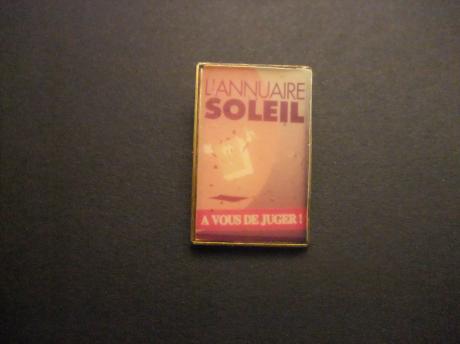 L'ANNUAIRE
SOLEIL
A VOUS DE JUGER !